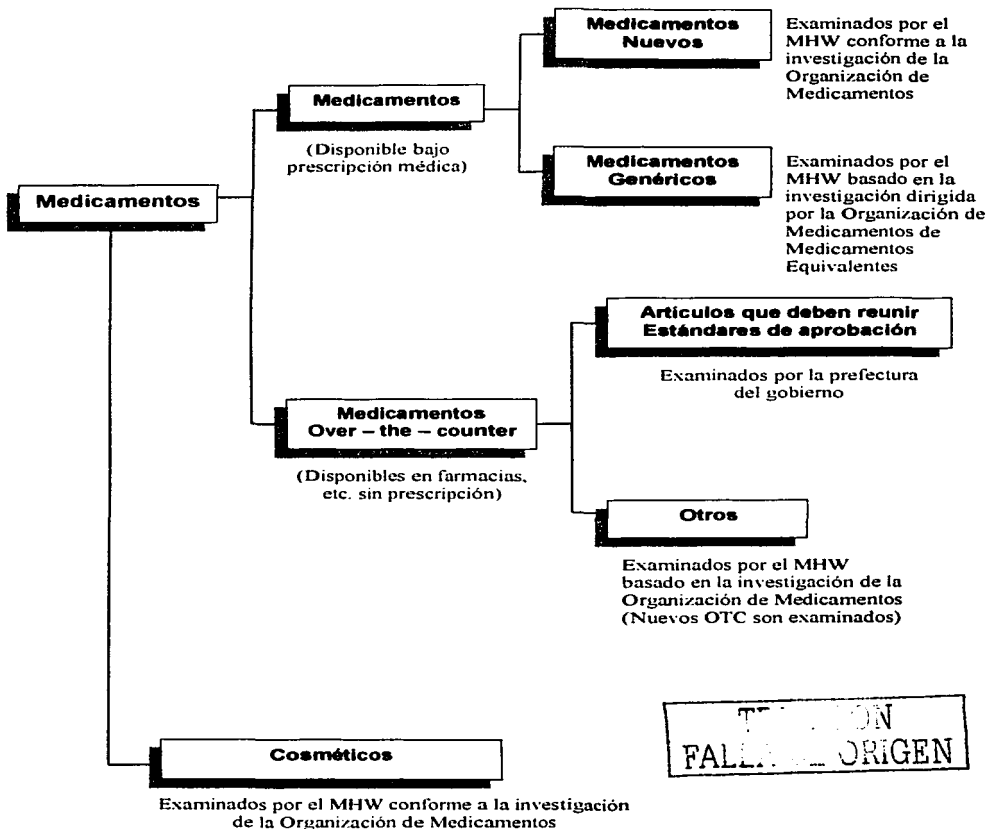 Medicamentos
Nuevos
Examinados por el
MHW conforme a la
investigación de la
Organización de
Medicamentos
Medicamentos
(Disponible bajo
prescripción médica)
Medicamentos
Genéricos
Examinados por el
MHW basado en la
investigación dirigida
por la Organización de
Medicamentos de
Medicamentos
Equivalentes
Medicamentos
Artículos que deben reunir
Estándares de aprobación
Examinados por la prefectura
del gobierno
Medicamentos
Over – the – counter
(Disponibles en farmacias,
etc. sin prescripción)
Otros
Examinados por el MHW
basado en la investigación de la
Organización de Medicamentos
(Nuevos OTC son examinados)
Cosméticos
Examinados por el MHW conforme a la investigación
de la Organización de Medicamentos
ORIGEN